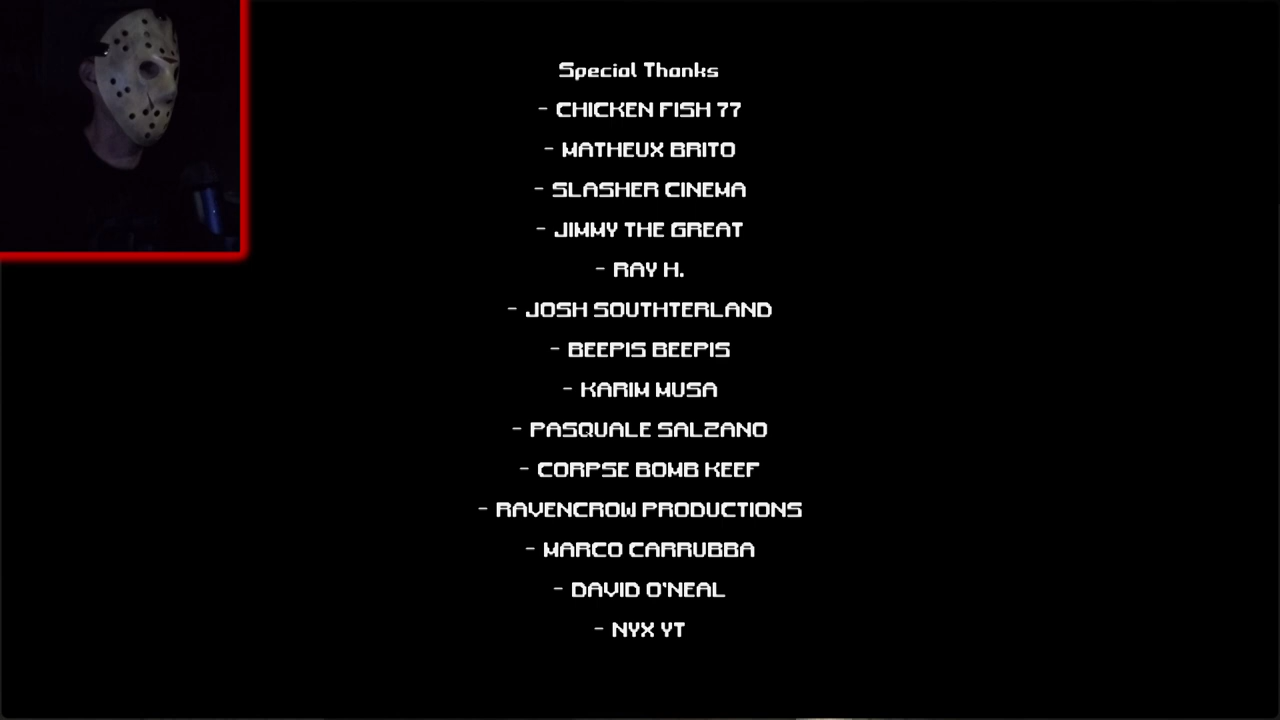 Special Thanks
- CHICKEN FISH 77
- MATHEUX BRITO
- SLASHER CINEMA
- JIMMY THE GREAT
- RAY H.
- JOSH SOUTHTERLAND
- BEEPIS BEEPIS
- KARIM MUSA
- PASQUALE SALZANO
- CORPSE BOMB KEEF
- RAVENCROW PRODUCTIONS
- MARCO CARRUBBA
- DAVID O'NEAL
- NYX YT